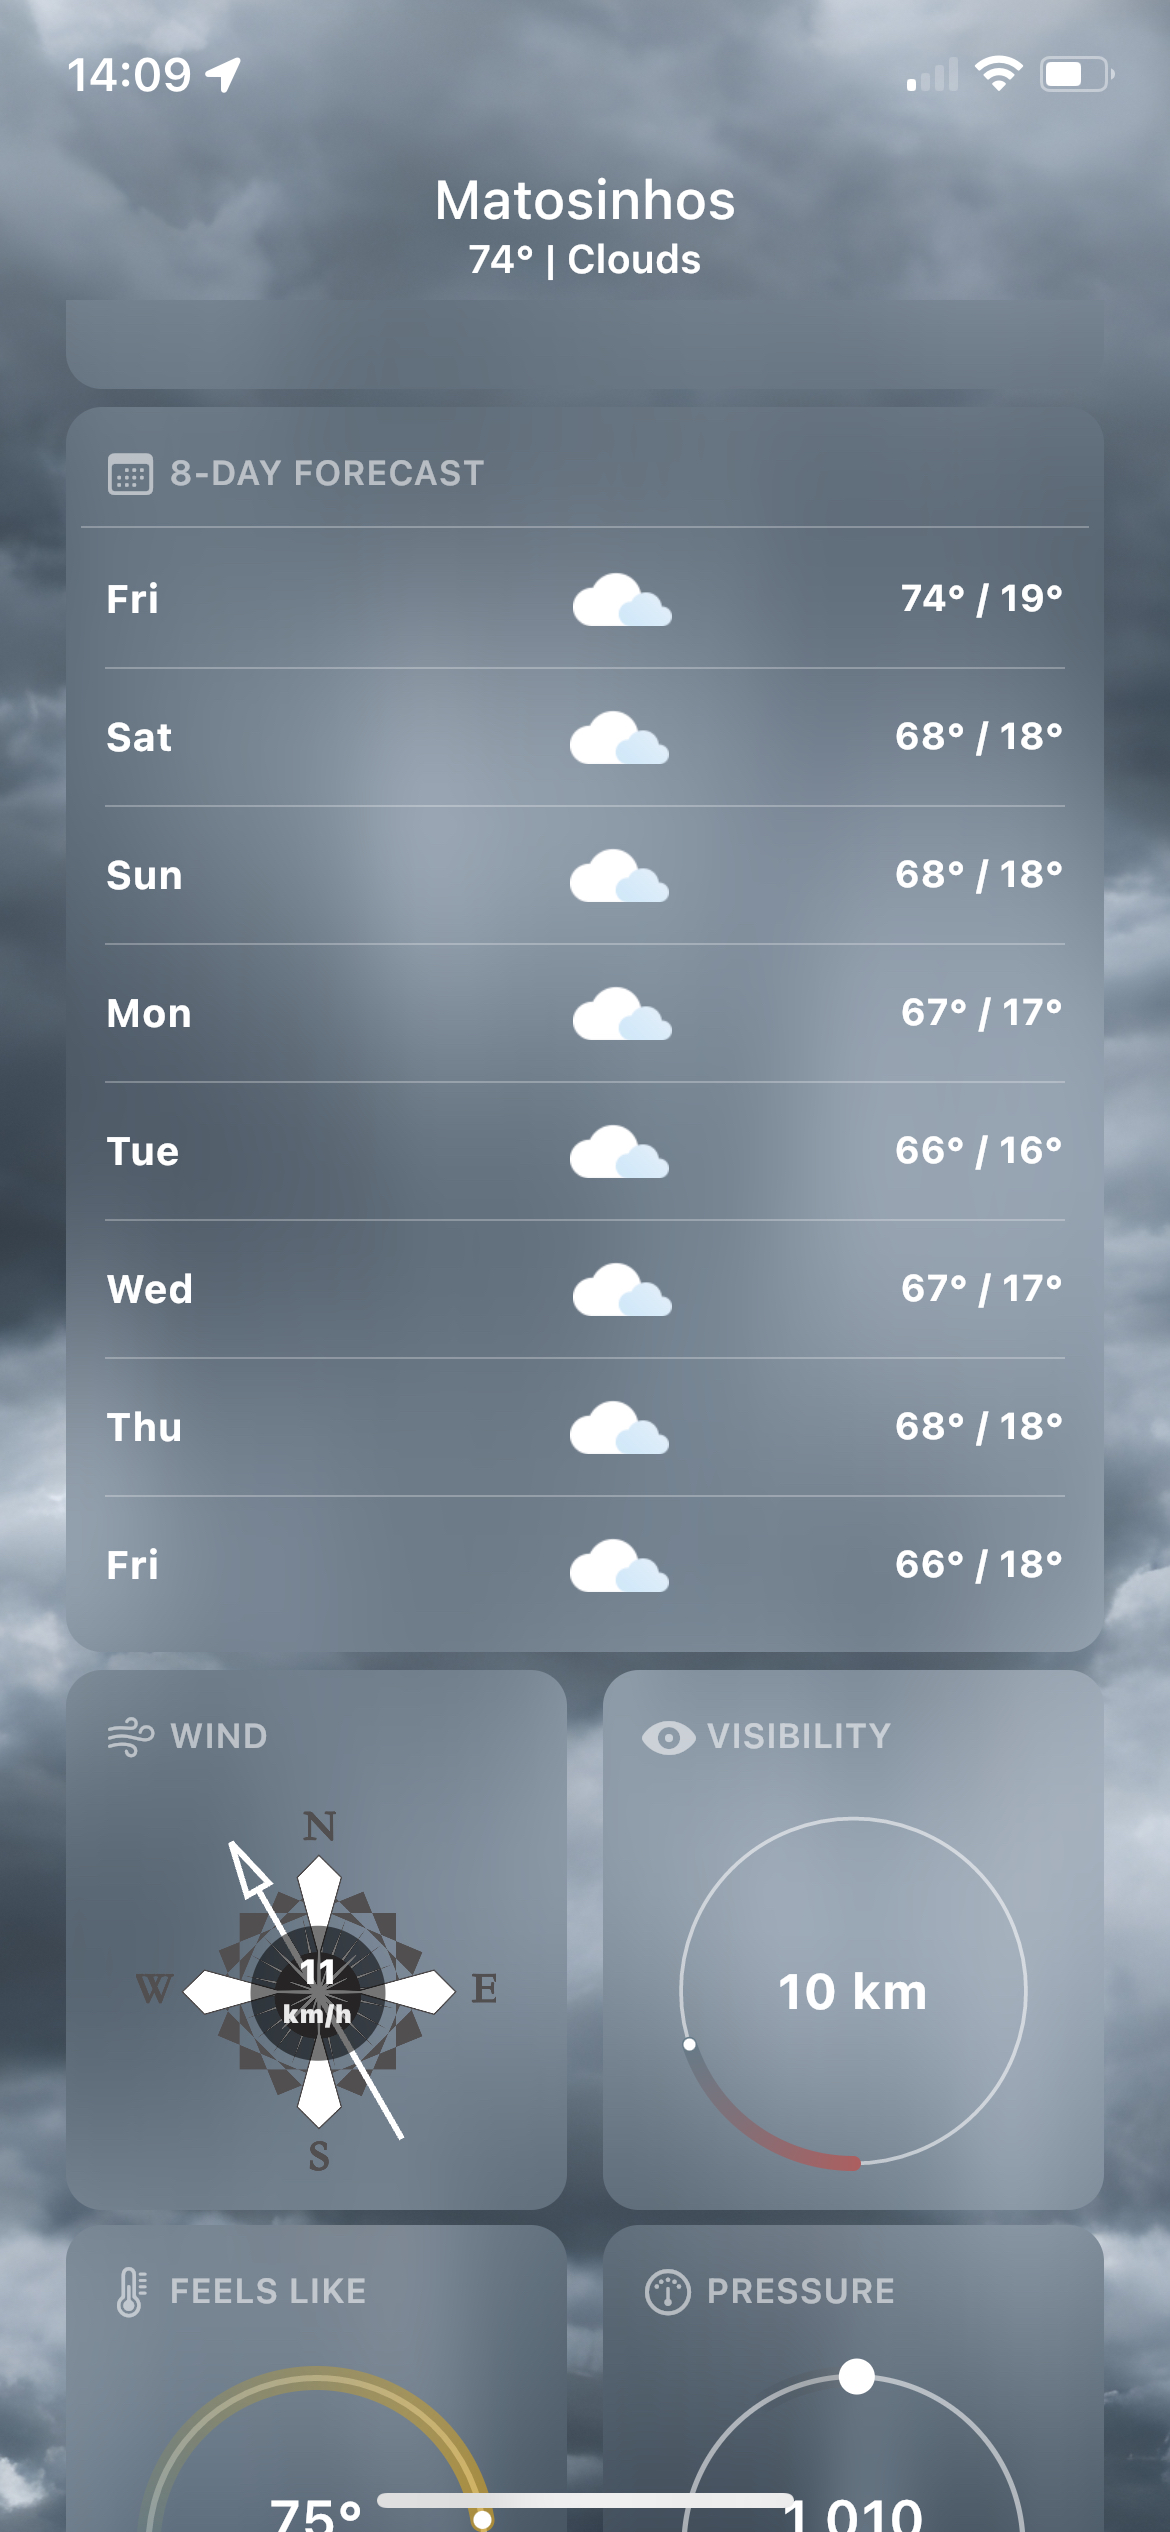 14:09
Matosinhos
74° | Clouds
8-DAY FORECAST
Fri 74° / 19°
Sat 68° / 18°
Sun 68° / 18°
Mon 67° / 17°
Tue 66° / 16°
Wed 67° / 17°
Thu 68° / 18°
Fri 66° / 18°
WIND
N
W
11
km/h
E
S
VISIBILITY
10 km
FEELS LIKE
75°
PRESSURE
1 010